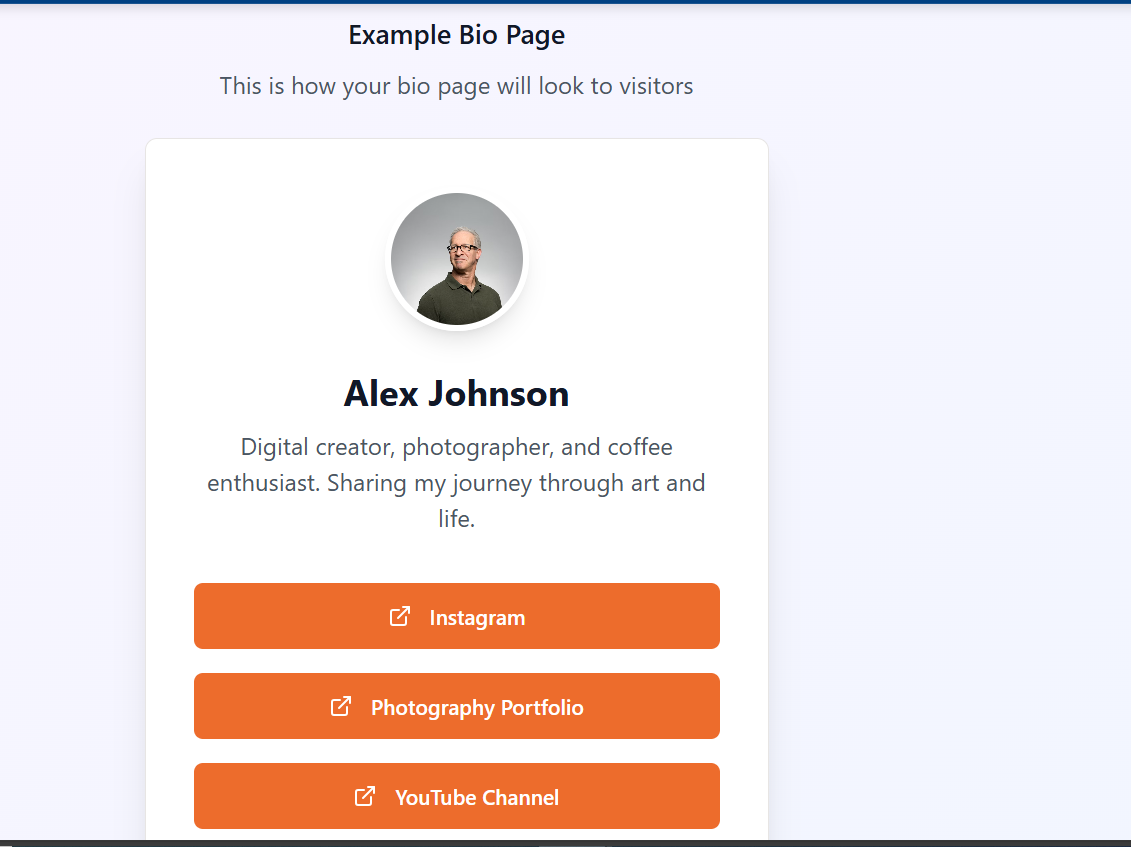 Example Bio Page
This is how your bio page will look to visitors
Alex Johnson
Digital creator, photographer, and coffee
enthusiast. Sharing my journey through art and
life.
Instagram
Photography Portfolio
YouTube Channel